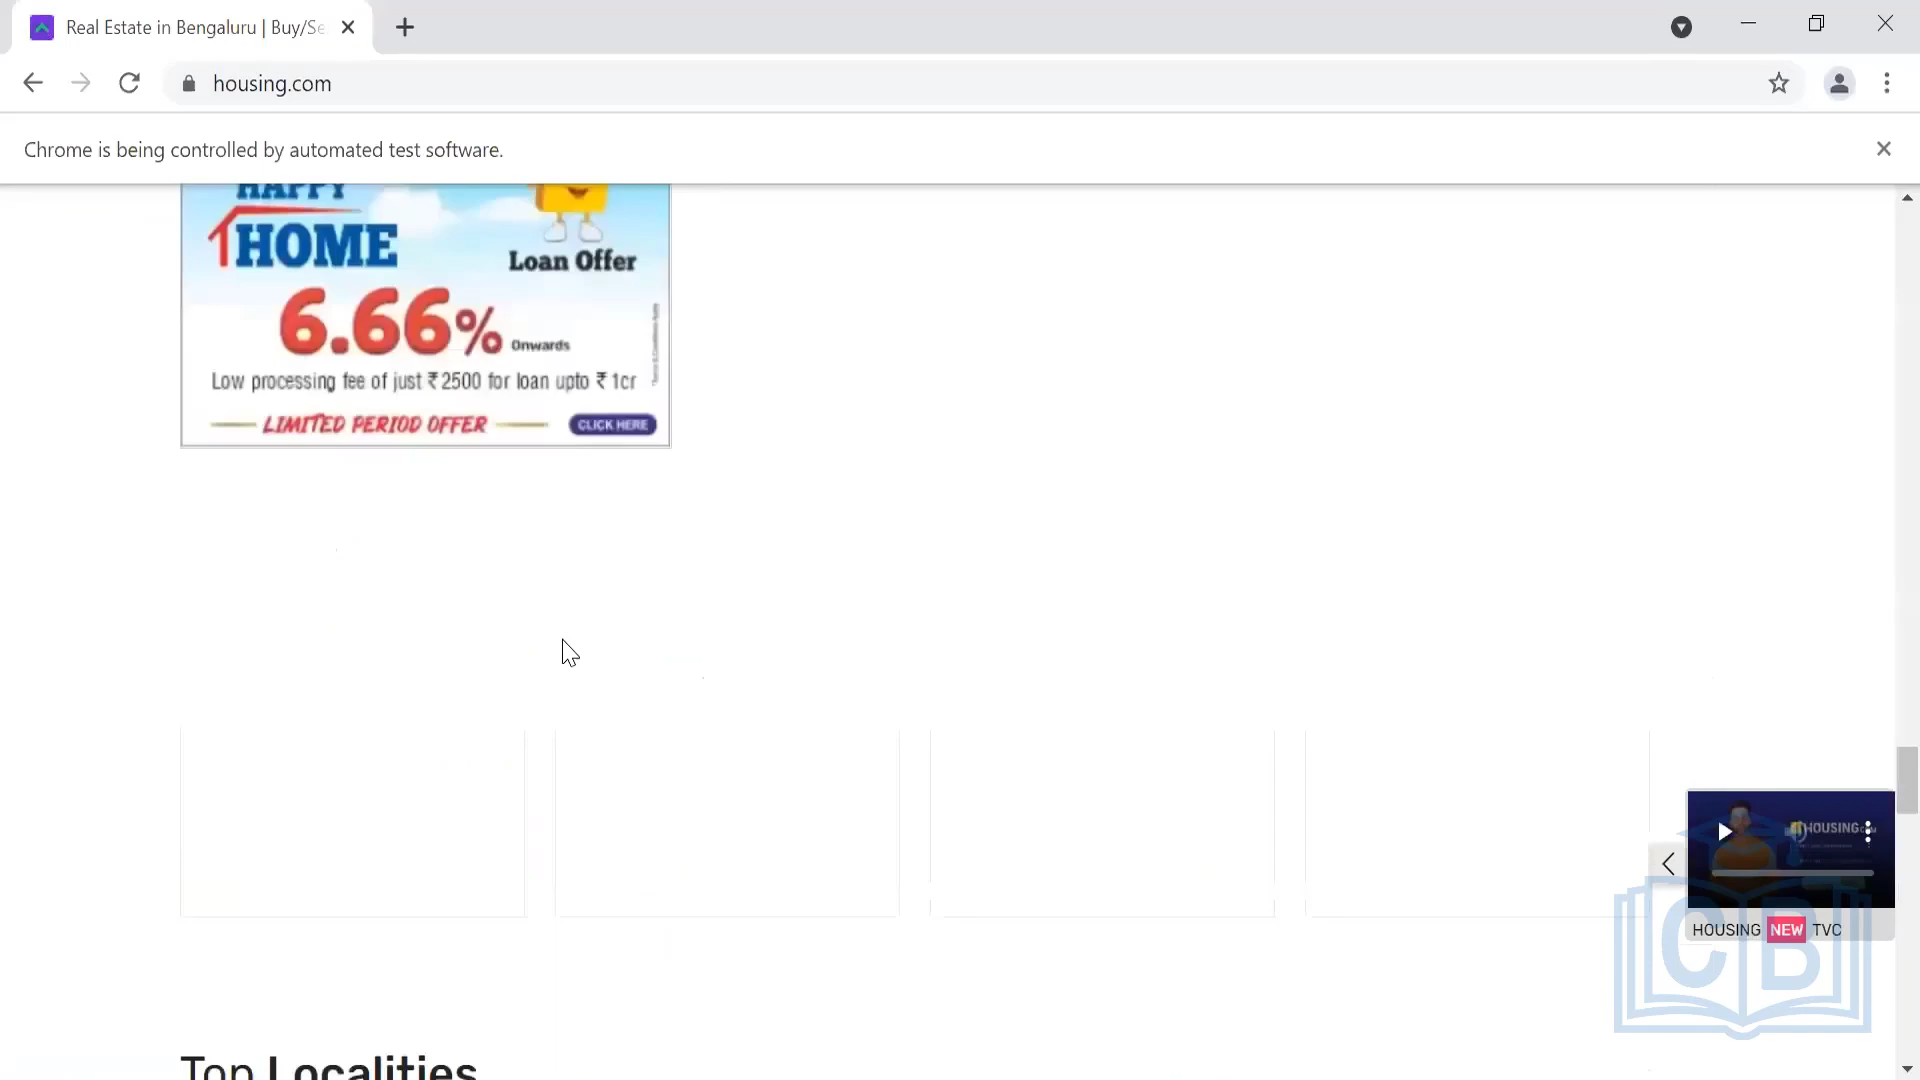 Real Estate in Bengaluru | Buy/Se
housing.com
Chrome is being controlled by automated test software.
HAPPY
HOME
Loan Offer
6.66% Onwards
Low processing fee of just ₹2500 for loan upto ₹1cr
LIMITED PERIOD OFFER
CLICK HERE
HOUSING
HOUSING NEW TVC
CB
Top Localities